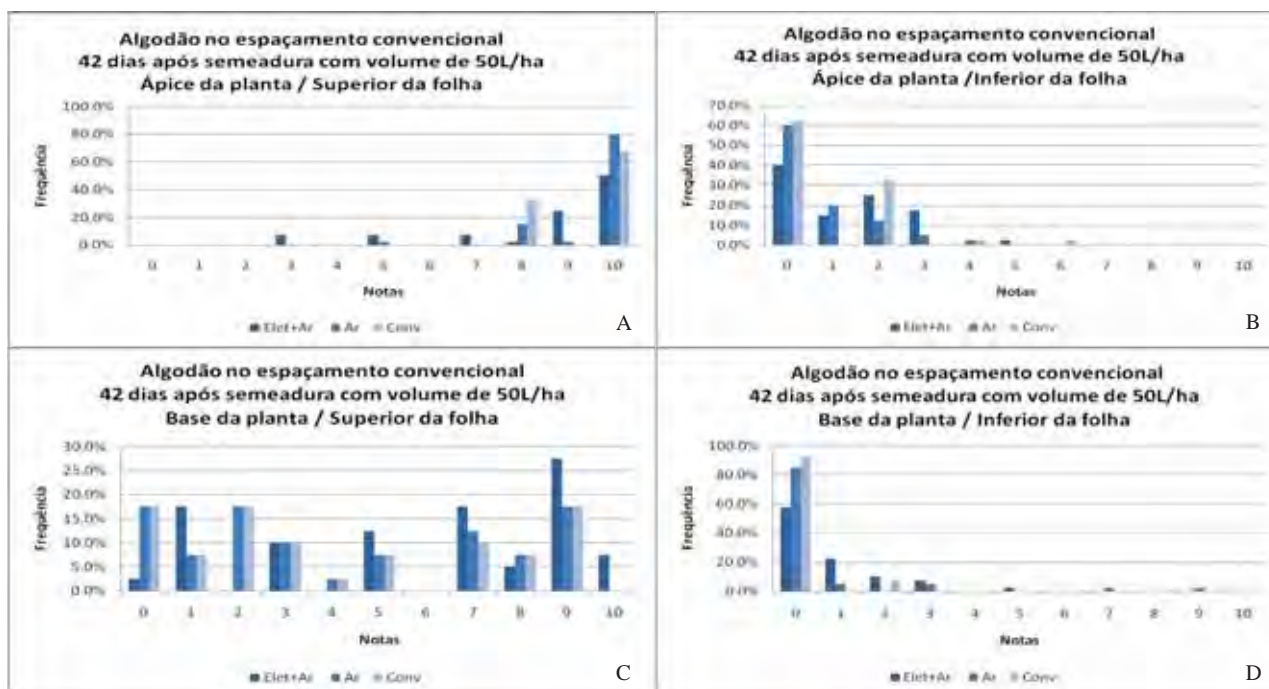 Algodão no espaçamento convencional
42 dias após semeadura com volume de 50L/ha
Ápice da planta / Superior da folha
Frequência
100.0%
80.0%
60.0%
40.0%
20.0%
0.0%
0 1 2 3 4 5 6 7 8 9 10
Notas
Elet+Ar Ar Conv
A
Algodão no espaçamento convencional
42 dias após semeadura com volume de 50L/ha
Ápice da planta /Inferior da folha
Frequência
70.0%
60.0%
50.0%
40.0%
30.0%
20.0%
10.0%
0.0%
0 1 2 3 4 5 6 7 8 9 10
Notas
Elet+Ar Ar Conv
B
Algodão no espaçamento convencional
42 dias após semeadura com volume de 50L/ha
Base da planta / Superior da folha
Frequência
30.0%
25.0%
20.0%
15.0%
10.0%
5.0%
0.0%
0 1 2 3 4 5 6 7 8 9 10
Notas
Elet+Ar Ar Conv
C
Algodão no espaçamento convencional
42 dias após semeadura com volume de 50L/ha
Base da planta / Inferior da folha
Frequência
100.0%
80.0%
60.0%
40.0%
20.0%
0.0%
0 1 2 3 4 5 6 7 8 9 10
Notas
Elet+Ar Ar Conv
D